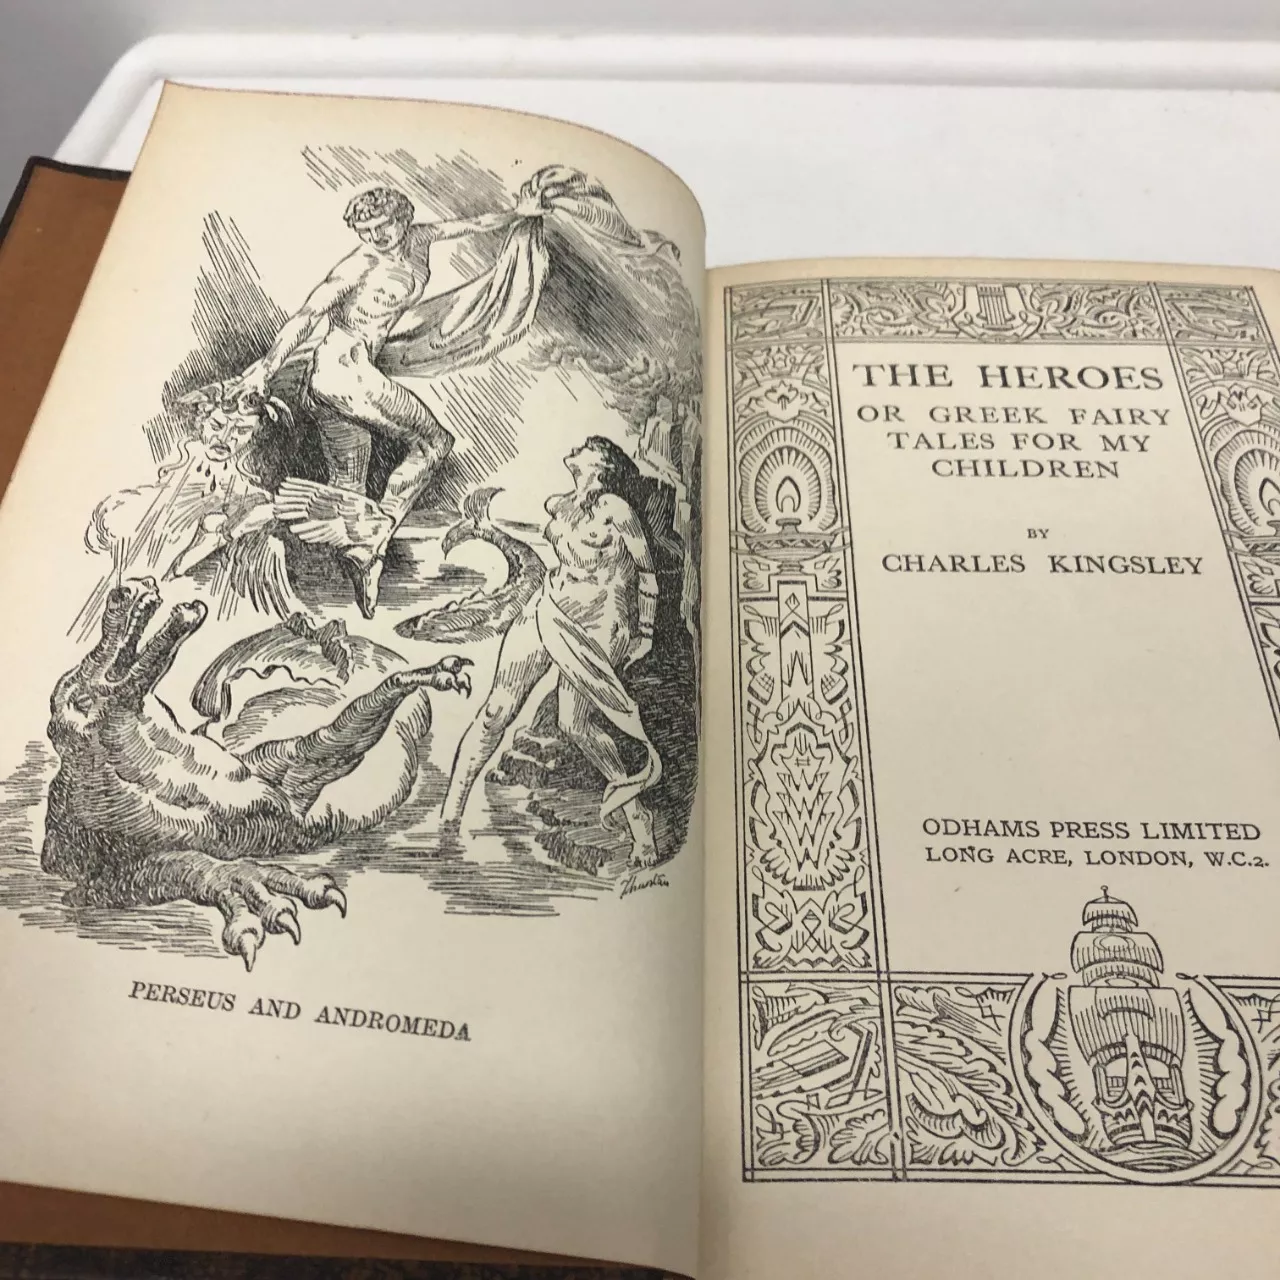 PERSEUS AND ANDROMEDA
THE HEROES
OR GREEK FAIRY
TALES FOR MY
CHILDREN
BY
CHARLES KINGSLEY
ODHAMS PRESS LIMITED
LONG ACRE, LONDON, W.C.2.